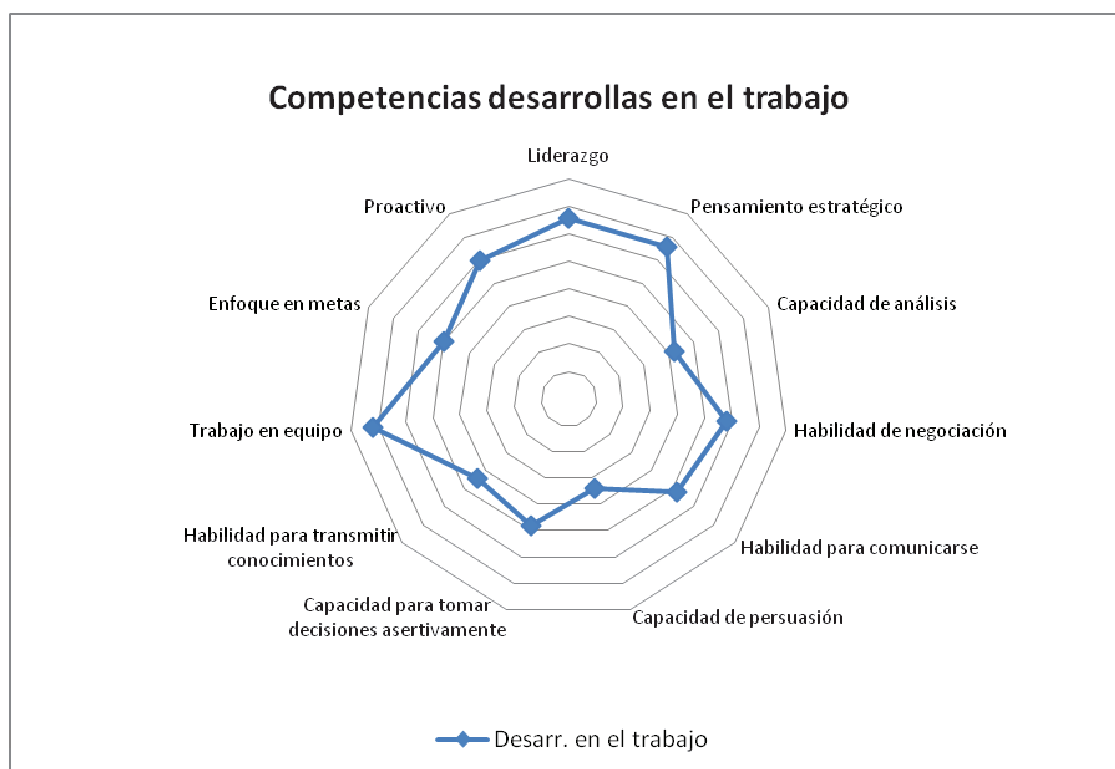 Competencias desarrollas en el trabajo
Liderazgo
Pensamiento estratégico
Capacidad de análisis
Habilidad de negociación
Habilidad para comunicarse
Capacidad de persuasión
Capacidad para tomar
decisiones asertivamente
Habilidad para transmitir
conocimientos
Trabajo en equipo
Enfoque en metas
Proactivo
Desarr. en el trabajo